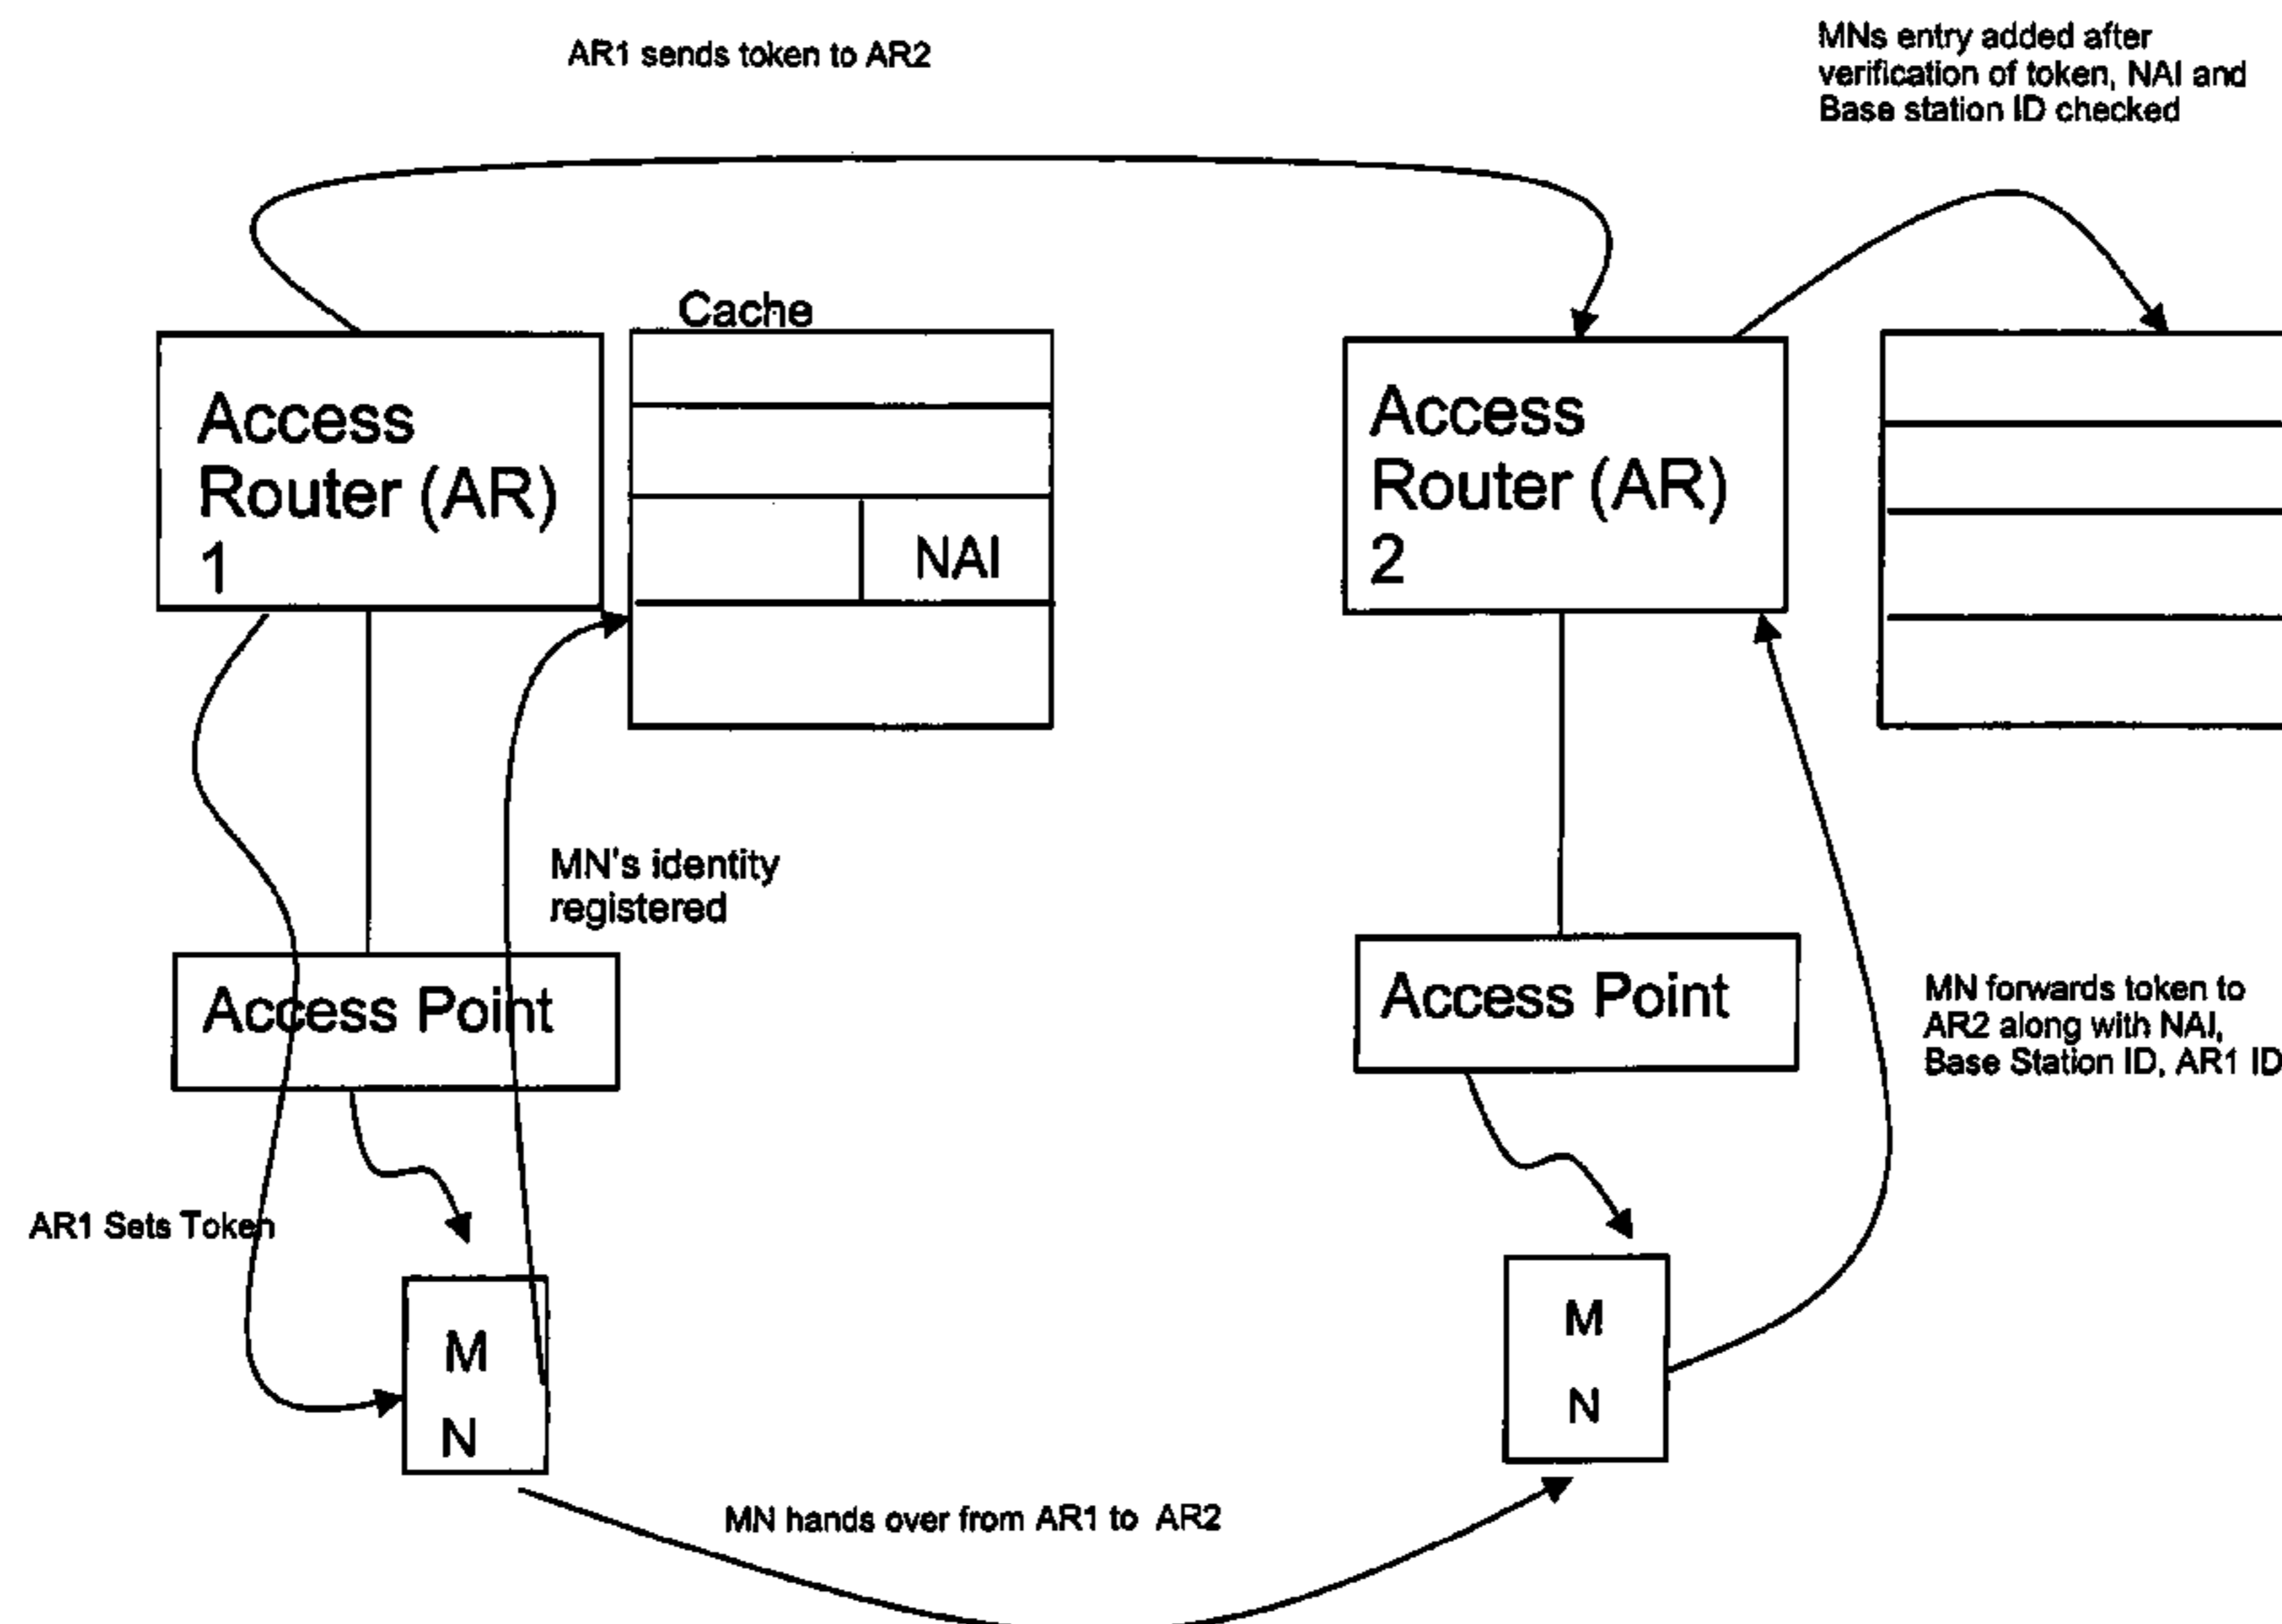 AR1 sends token to AR2
MNs entry added after
verification of token, NAI and
Base station ID checked
Cache
Access
Router (AR)
1
NAI
Access
Router (AR)
2
MN's identity
registered
Access Point
Access Point
MN forwards token to
AR2 along with NAI,
Base Station ID, AR1 ID
AR1 Sets Token
M
N
M
N
MN hands over from AR1 to AR2